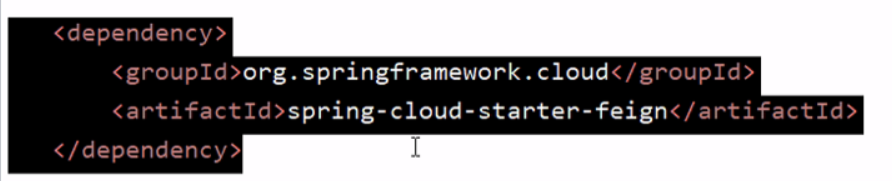 <dependency>
<groupId>org.springframework.cloud</groupId>
<artifactId>spring-cloud-starter-feign</artifactId>
</dependency>